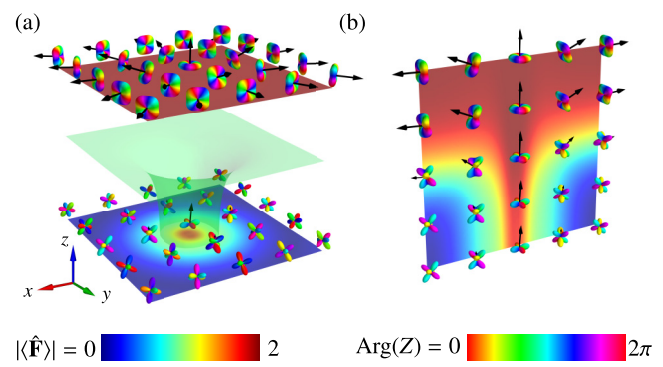 (a)
(b)
z
x
y
|⟨F̂⟩| = 0
2
Arg(Z) = 0
2π